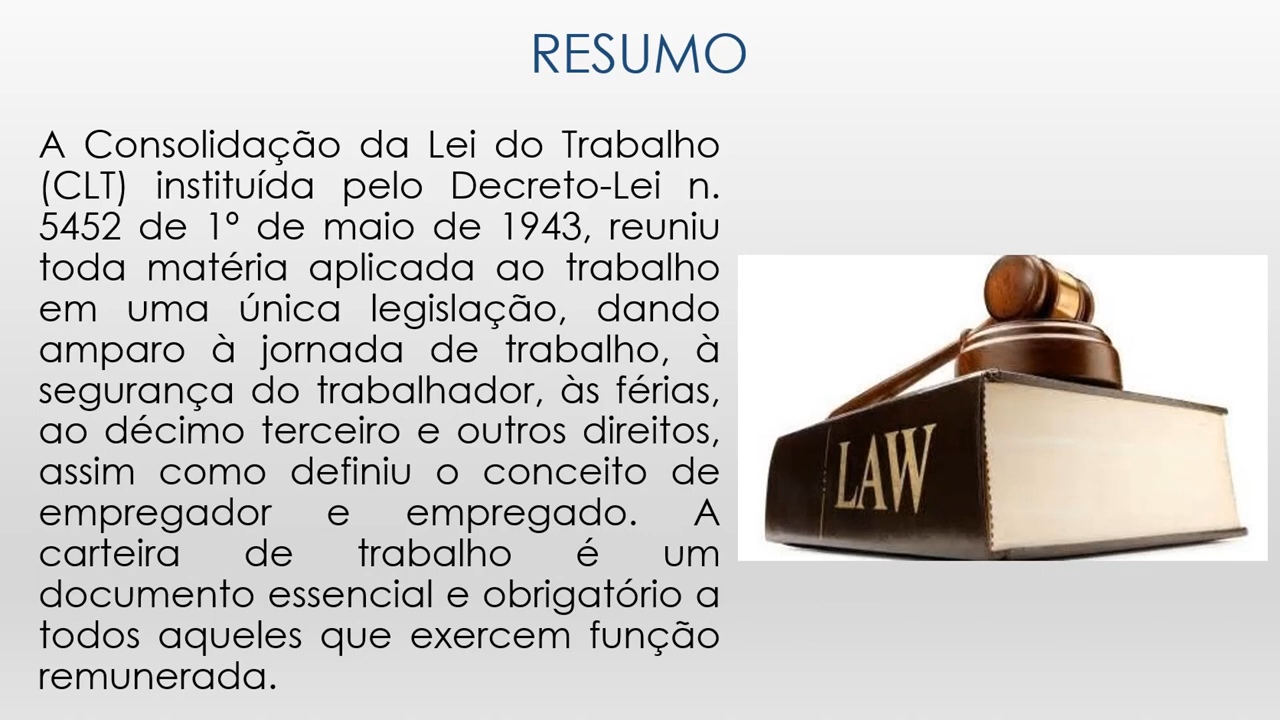 RESUMO
A Consolidação da Lei do Trabalho
(CLT) instituída pelo Decreto-Lei n.
5452 de 1º de maio de 1943, reuniu
toda matéria aplicada ao trabalho
em uma única legislação, dando
amparo à jornada de trabalho, à
segurança do trabalhador, às férias,
ao décimo terceiro e outros direitos,
assim como definiu o conceito de
empregador e empregado. A
carteira de trabalho é um
documento essencial e obrigatório a
todos aqueles que exercem função
remunerada.
LAW